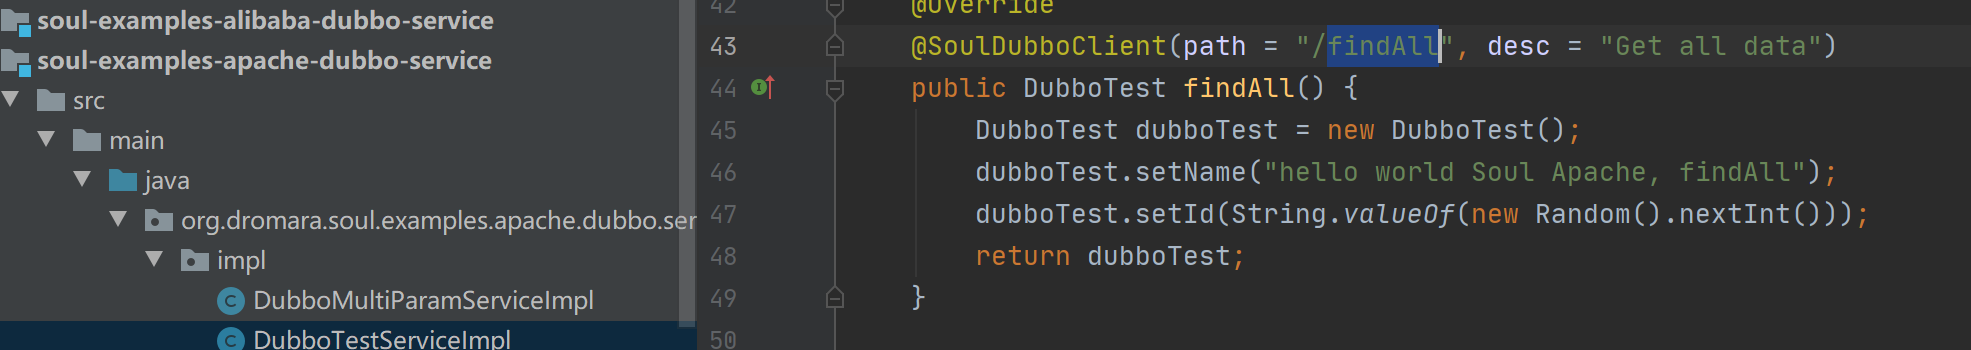 soul-examples-alibaba-dubbo-service
soul-examples-apache-dubbo-service
src
main
java
org.dromara.soul.examples.apache.dubbo.ser
impl
DubboMultiParamServiceImpl
DubboTestServiceImpl
42 @Override
43 @SoulDubboClient(path = "/findAll", desc = "Get all data")
44 public DubboTest findAll() {
45 DubboTest dubboTest = new DubboTest();
46 dubboTest.setName("hello world Soul Apache, findAll");
47 dubboTest.setId(String.valueOf(new Random().nextInt()));
48 return dubboTest;
49 }
50